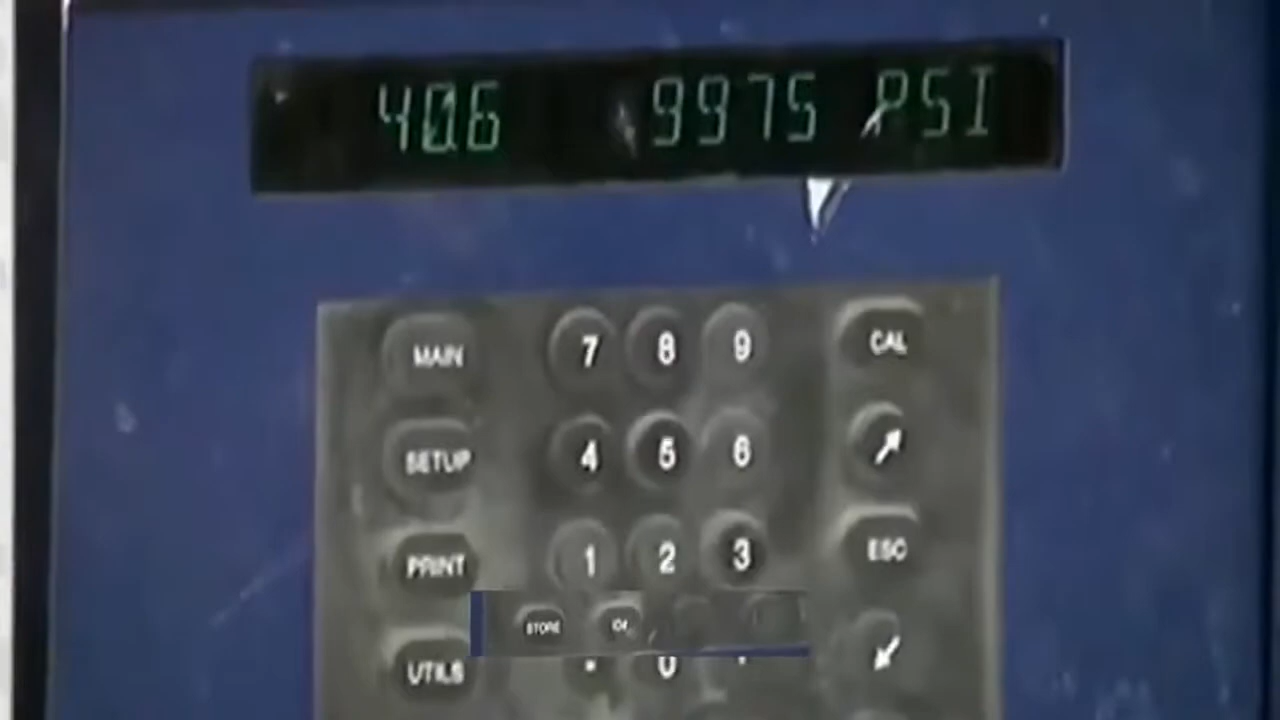 406 9975 PSI
MAIN 7 8 9 CAL
SETUP 4 5 6
PRINT 1 2 3 ESC
STORE
UTILS 0